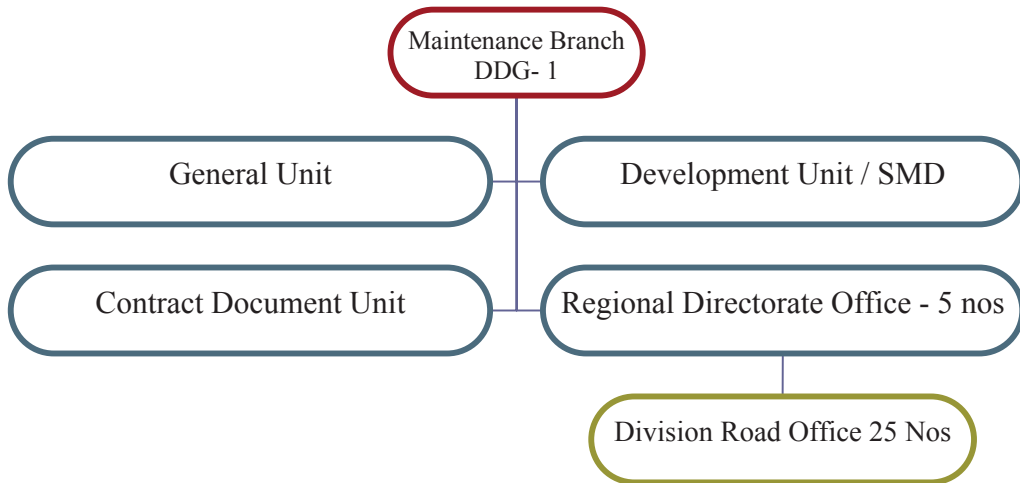 Maintenance Branch
DDG- 1
General Unit
Development Unit / SMD
Contract Document Unit
Regional Directorate Office - 5 nos
Division Road Office 25 Nos